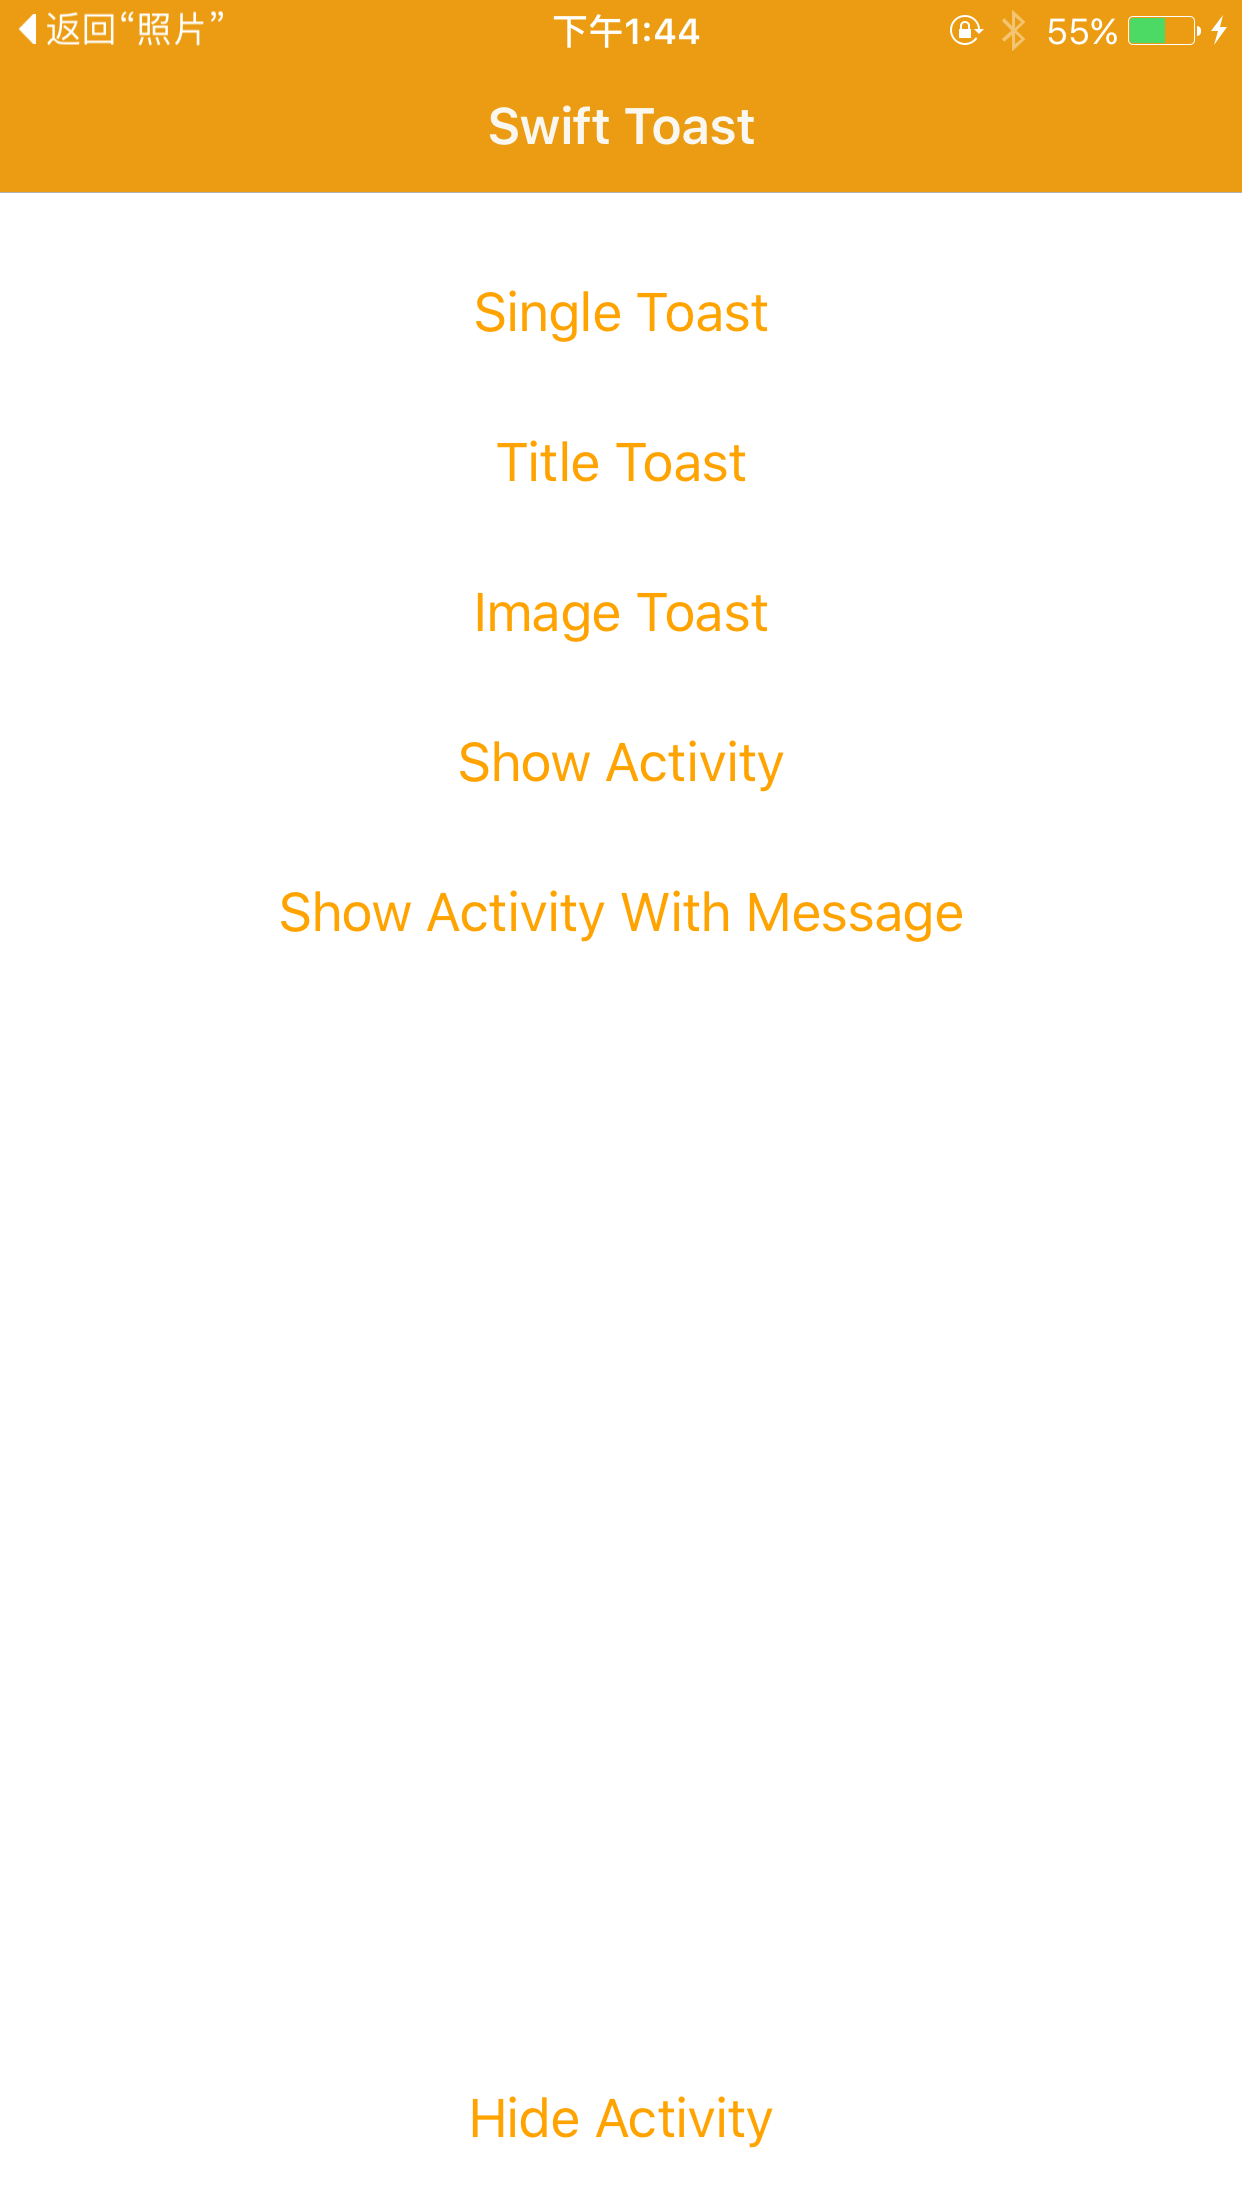 返回“照片”
下午1:44
55%
Swift Toast
Single Toast
Title Toast
Image Toast
Show Activity
Show Activity With Message
Hide Activity